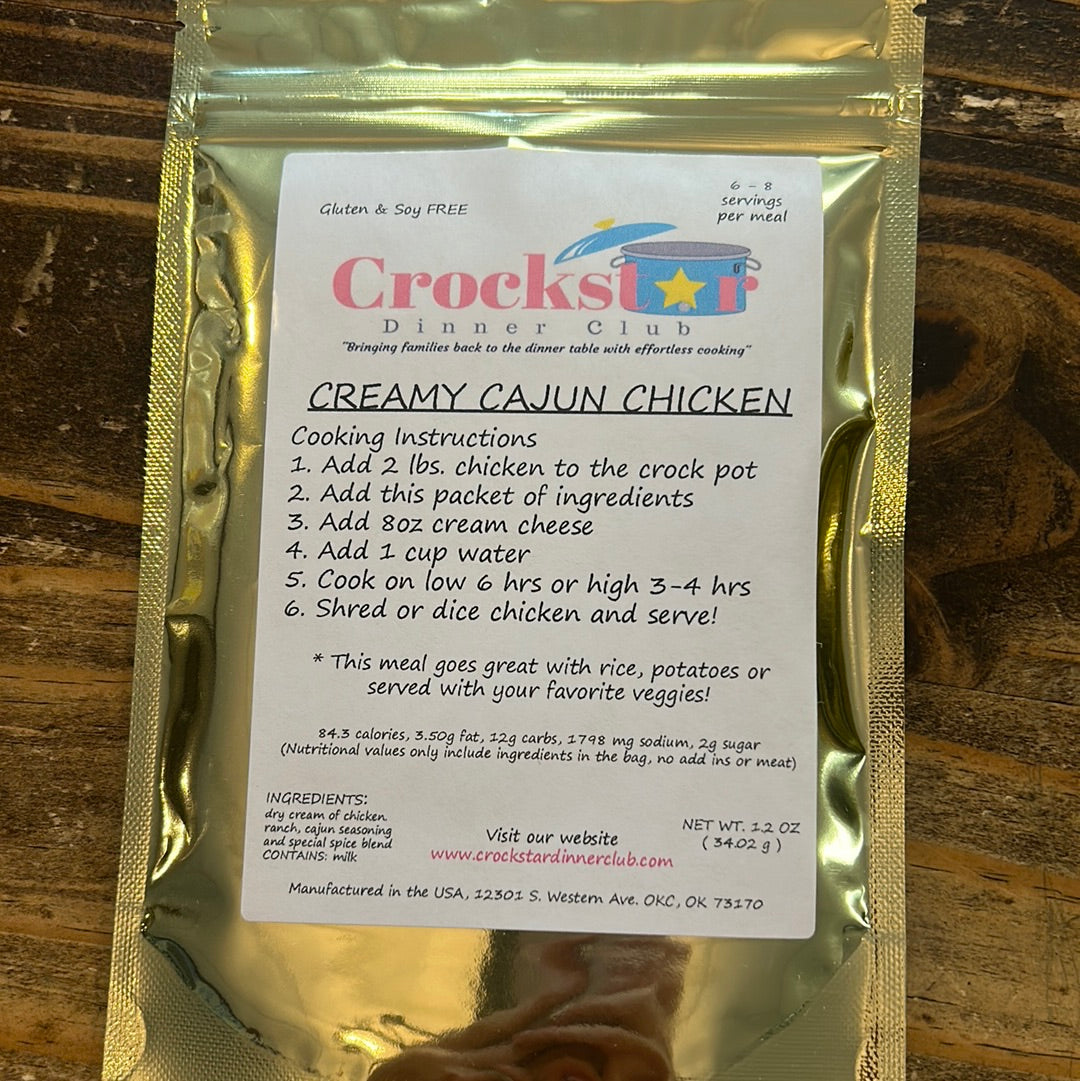 Gluten & Soy FREE
6 - 8
servings
per meal
Crockstar
Dinner Club
"Bringing families back to the dinner table with effortless cooking"
CREAMY CAJUN CHICKEN
Cooking Instructions
1. Add 2 lbs. chicken to the crock pot
2. Add this packet of ingredients
3. Add 8oz cream cheese
4. Add 1 cup water
5. Cook on low 6 hrs or high 3-4 hrs
6. Shred or dice chicken and serve!
* This meal goes great with rice, potatoes or
served with your favorite veggies!
84.3 calories, 3.50g fat, 12g carbs, 1798 mg sodium, 2g sugar
(Nutritional values only include ingredients in the bag, no add ins or meat)
INGREDIENTS:
dry cream of chicken.
ranch, cajun seasoning
and special spice blend
CONTAINS: milk
Visit our website
www.crockstardinnerclub.com
NET WT. 1.2 OZ
( 34.02 g )
Manufactured in the USA, 12301 S. Western Ave. OKC, OK 73170